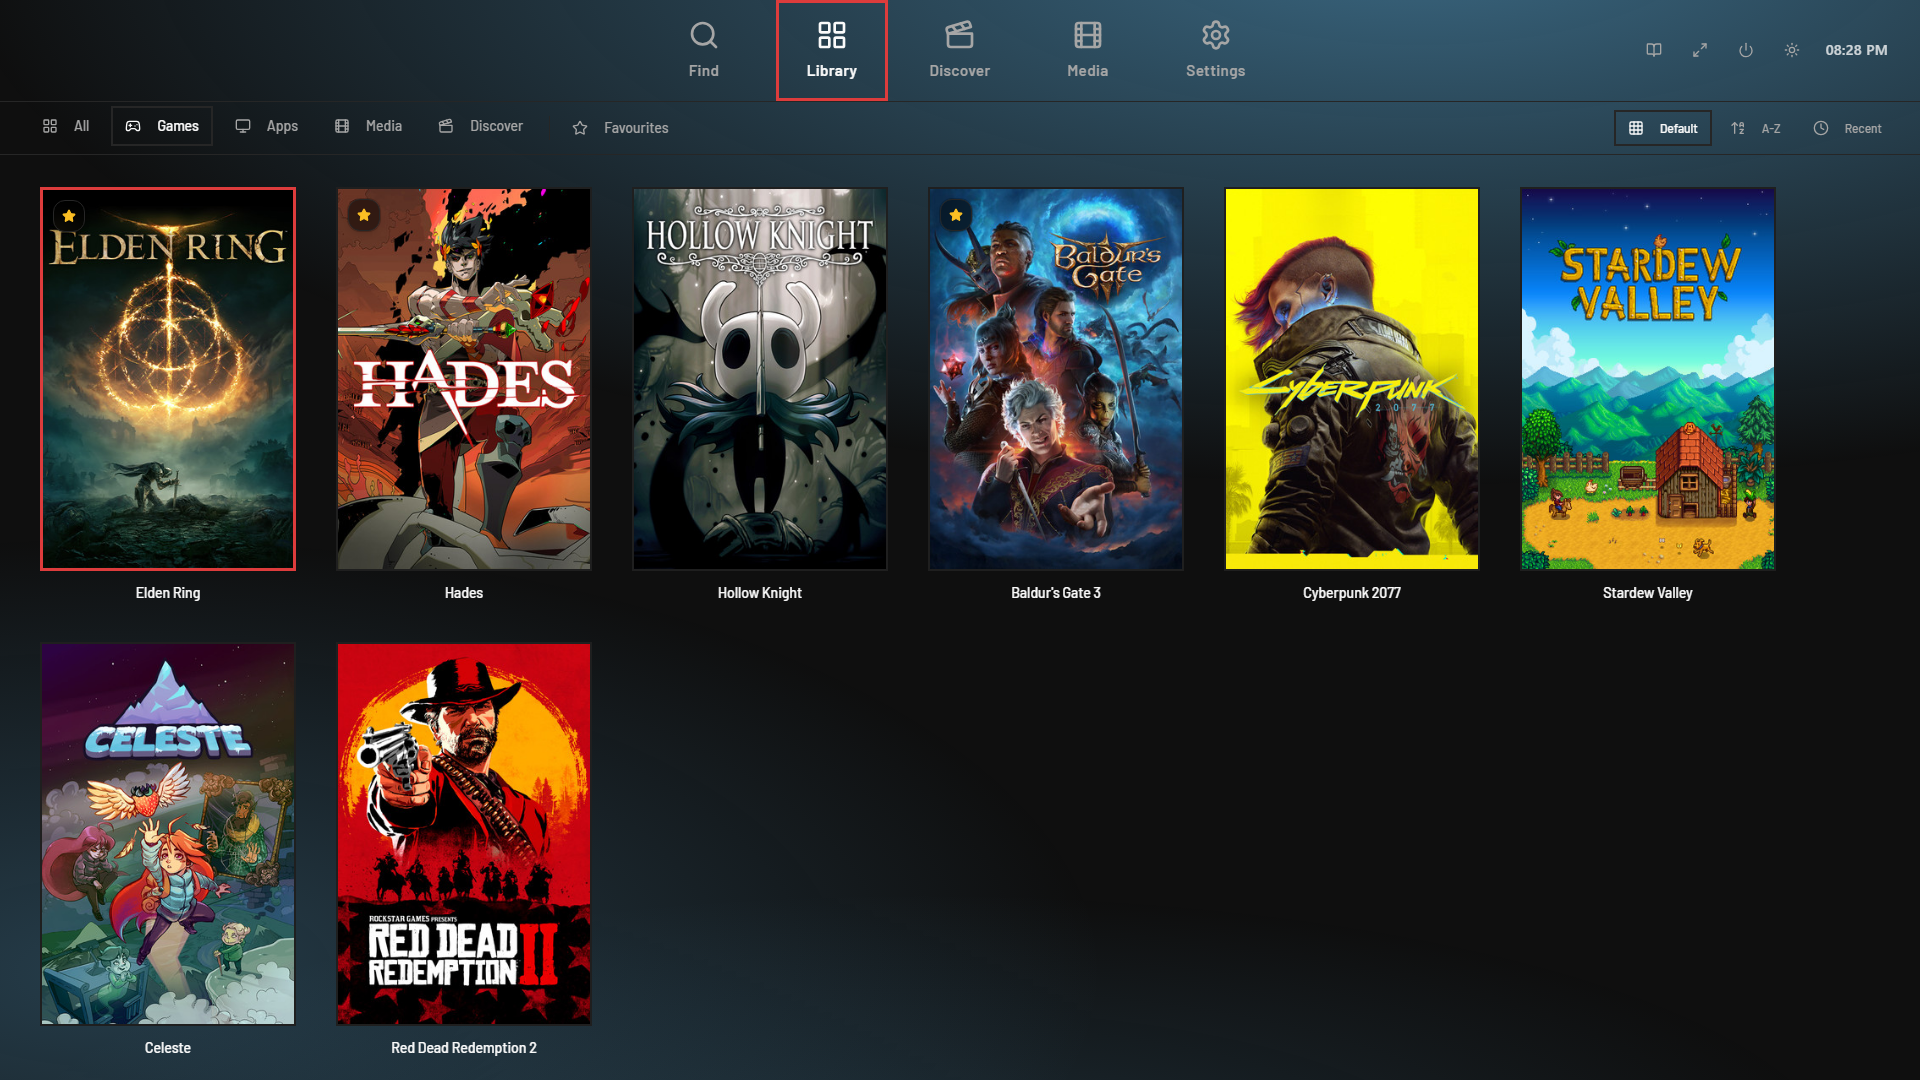 Find
Library
Discover
Media
Settings
08:28 PM
All
Games
Apps
Media
Discover
Favourites
Default
A-Z
Recent
ELDEN RING
HADES
HOLLOW KNIGHT
Baldur's
Gate
Cyberpunk
2077
STARDEW
VALLEY
Elden Ring
Hades
Hollow Knight
Baldur's Gate 3
Cyberpunk 2077
Stardew Valley
CELESTE
ROCKSTAR GAMES PRESENTS
RED DEAD
REDEMPTION II
Celeste
Red Dead Redemption 2